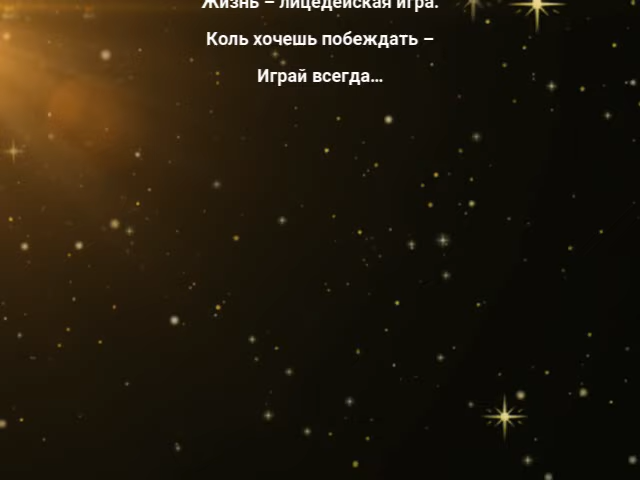 Жизнь – лицедейская игра.
Коль хочешь побеждать –
Играй всегда...